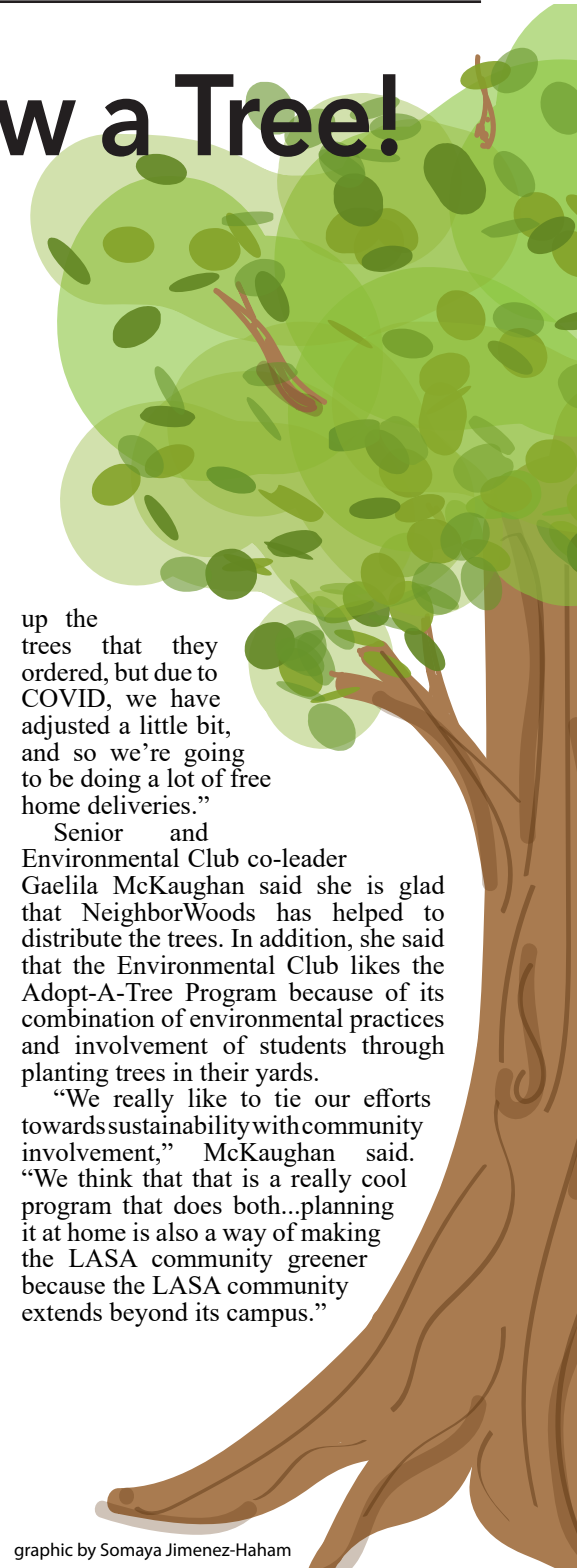 w a Tree!
up the
trees that they
ordered, but due to
COVID, we have
adjusted a little bit,
and so we’re going
to be doing a lot of free
home deliveries.”
Senior and
Environmental Club co-leader
Gaelila McKaughan said she is glad
that NeighborWoods has helped to
distribute the trees. In addition, she said
that the Environmental Club likes the
Adopt-A-Tree Program because of its
combination of environmental practices
and involvement of students through
planting trees in their yards.
“We really like to tie our efforts
towards sustainability with community
involvement,” McKaughan said.
“We think that that is a really cool
program that does both...planning
it at home is also a way of making
the LASA community greener
because the LASA community
extends beyond its campus.”
graphic by Somaya Jimenez-Haham